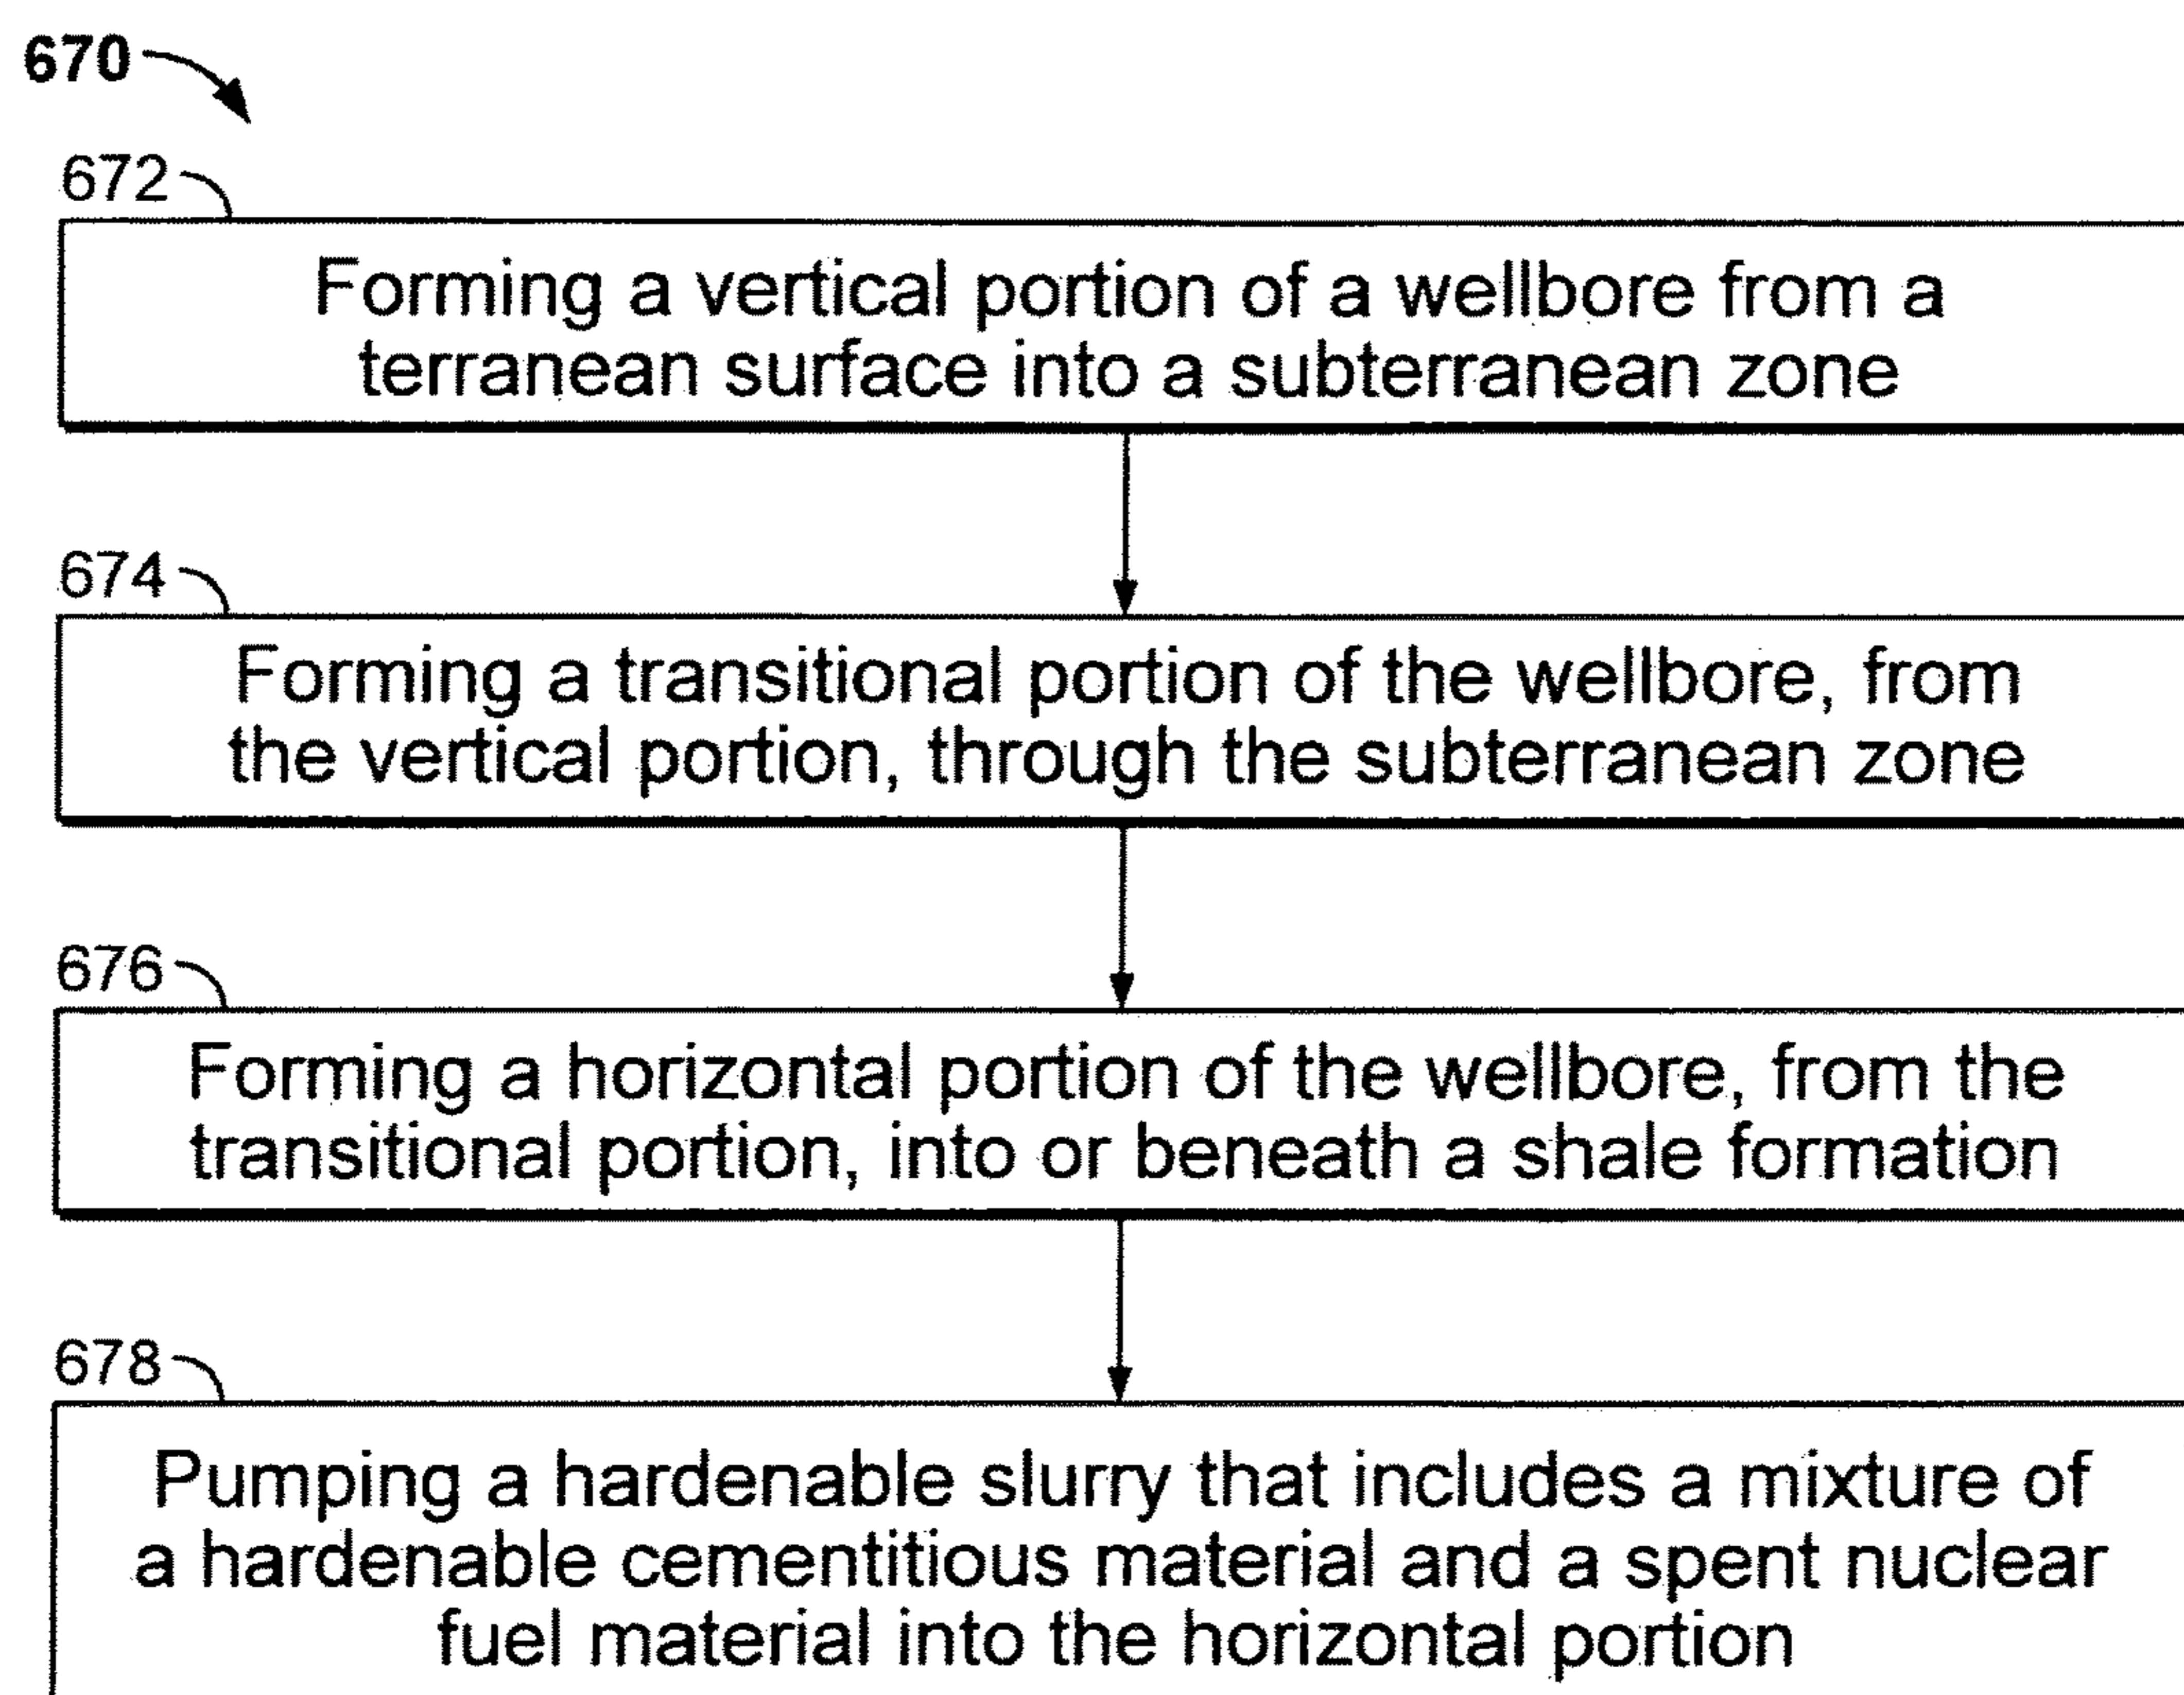 670
672
Forming a vertical portion of a wellbore from a
terranean surface into a subterranean zone
674
Forming a transitional portion of the wellbore, from
the vertical portion, through the subterranean zone
676
Forming a horizontal portion of the wellbore, from the
transitional portion, into or beneath a shale formation
678
Pumping a hardenable slurry that includes a mixture of
a hardenable cementitious material and a spent nuclear
fuel material into the horizontal portion